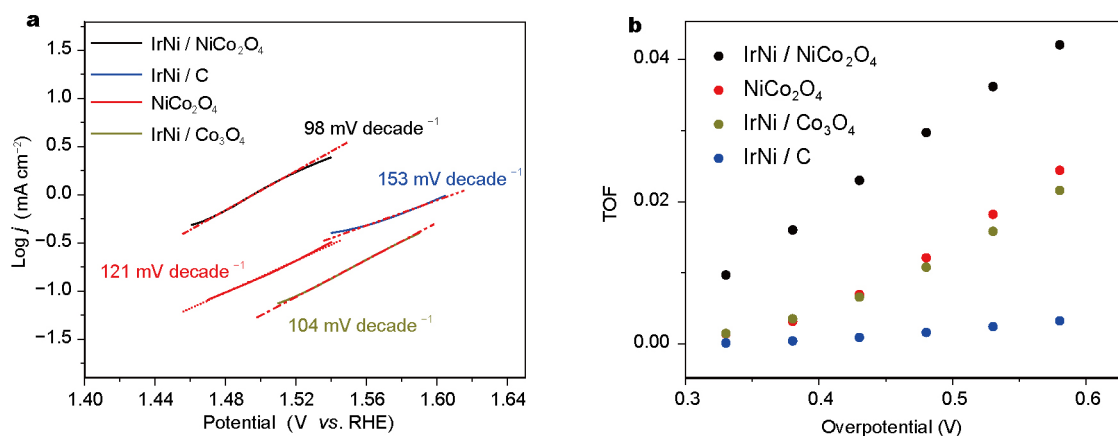 a
1.5
1.0
0.5
0.0
−0.5
−1.0
−1.5
Log j (mA cm⁻²)
IrNi / NiCo₂O₄
IrNi / C
NiCo₂O₄
IrNi / Co₃O₄
98 mV decade⁻¹
153 mV decade⁻¹
121 mV decade⁻¹
104 mV decade⁻¹
1.40 1.44 1.48 1.52 1.56 1.60 1.64
Potential (V vs. RHE)
b
0.04
0.02
0.00
TOF
IrNi / NiCo₂O₄
NiCo₂O₄
IrNi / Co₃O₄
IrNi / C
0.3 0.4 0.5 0.6
Overpotential (V)